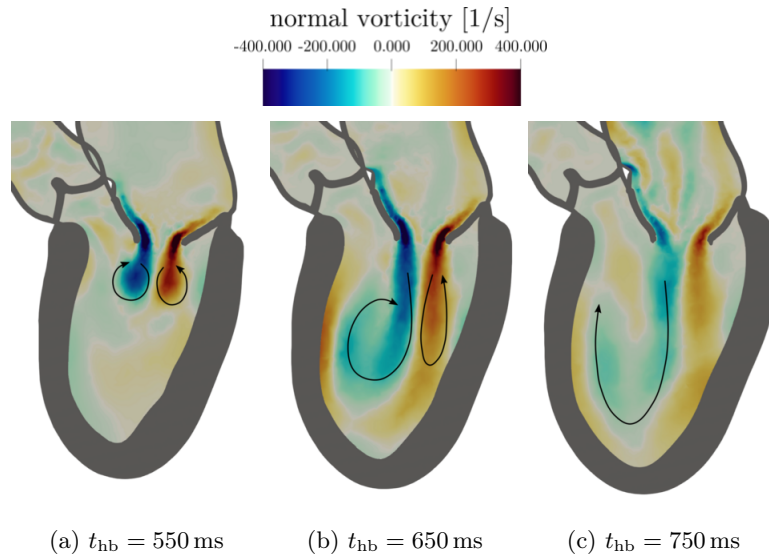 normal vorticity [1/s]
-400.000 -200.000 0.000 200.000 400.000
(a) t_hb = 550 ms (b) t_hb = 650 ms (c) t_hb = 750 ms